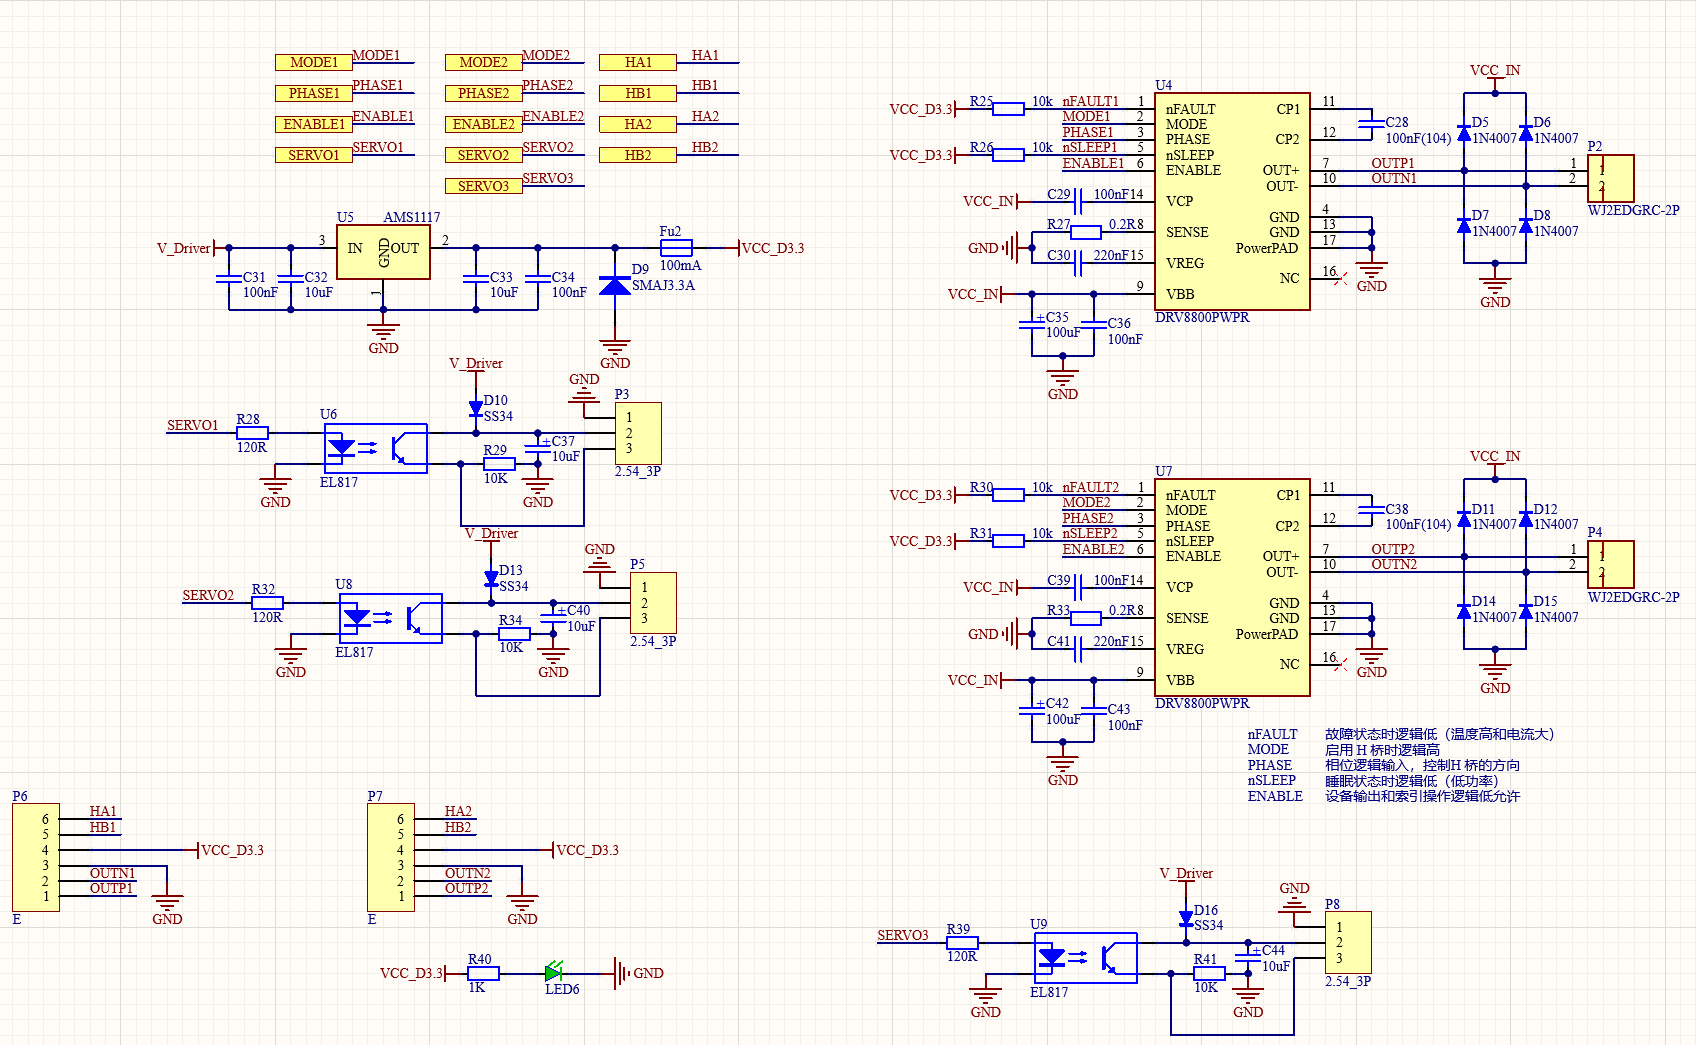 MODE1 MODE1
PHASE1 PHASE1
ENABLE1 ENABLE1
SERVO1 SERVO1
MODE2 MODE2
PHASE2 PHASE2
ENABLE2 ENABLE2
SERVO2 SERVO2
SERVO3 SERVO3
HA1 HA1
HB1 HB1
HA2 HA2
HB2 HB2
U5 AMS1117
V_Driver 3 IN GND OUT 2
1
C31
100nF
C32
10uF
C33
10uF
C34
100nF
GND
Fu2
100mA
VCC_D3.3
D9
SMAJ3.3A
GND
V_Driver
D10
SS34
SERVO1
R28
120R
U6
EL817
GND
R29
10K
+C37
10uF
GND
GND
P3
1
2
3
2.54_3P
V_Driver
D13
SS34
SERVO2
R32
120R
U8
EL817
GND
R34
10K
+C40
10uF
GND
GND
P5
1
2
3
2.54_3P
U4
VCC_D3.3 R25 10k nFAULT1 1 nFAULT
MODE1 2 MODE
PHASE1 3 PHASE
VCC_D3.3 R26 10k nSLEEP1 5 nSLEEP
ENABLE1 6 ENABLE
VCC_IN C29 100nF 14 VCP
GND R27 0.2R 8 SENSE
C30 220nF 15 VREG
VCC_IN 9 VBB
+C35
100uF
C36
100nF
GND
DRV8800PWPR
CP1 11
CP2 12
C28
100nF(104)
OUT+ 7 OUTP1
OUT- 10 OUTN1
GND 4
GND 13
PowerPAD 17
NC 16
GND
VCC_IN
D5
1N4007
D6
1N4007
D7
1N4007
D8
1N4007
GND
P2
1 1
2 2
WJ2EDGRC-2P
U7
VCC_D3.3 R30 10k nFAULT2 1 nFAULT
MODE2 2 MODE
PHASE2 3 PHASE
VCC_D3.3 R31 10k nSLEEP2 5 nSLEEP
ENABLE2 6 ENABLE
VCC_IN C39 100nF 14 VCP
GND R33 0.2R 8 SENSE
C41 220nF 15 VREG
VCC_IN 9 VBB
+C42
100uF
C43
100nF
GND
DRV8800PWPR
CP1 11
CP2 12
C38
100nF(104)
OUT+ 7 OUTP2
OUT- 10 OUTN2
GND 4
GND 13
PowerPAD 17
NC 16
GND
VCC_IN
D11
1N4007
D12
1N4007
D14
1N4007
D15
1N4007
GND
P4
1 1
2 2
WJ2EDGRC-2P
nFAULT 故障状态时逻辑低（温度高和电流大）
MODE 启用 H 桥时逻辑高
PHASE 相位逻辑输入，控制H 桥的方向
nSLEEP 睡眠状态时逻辑低（低功率）
ENABLE 设备输出和索引操作逻辑低允许
P6
6 HA1
5 HB1
4 VCC_D3.3
3
2 OUTN1
1 OUTP1
GND
E
P7
6 HA2
5 HB2
4 VCC_D3.3
3
2 OUTN2
1 OUTP2
GND
E
VCC_D3.3 R40 GND
1K LED6
V_Driver
D16
SS34
SERVO3
R39
120R
U9
EL817
GND
R41
10K
+C44
10uF
GND
GND
P8
1
2
3
2.54_3P